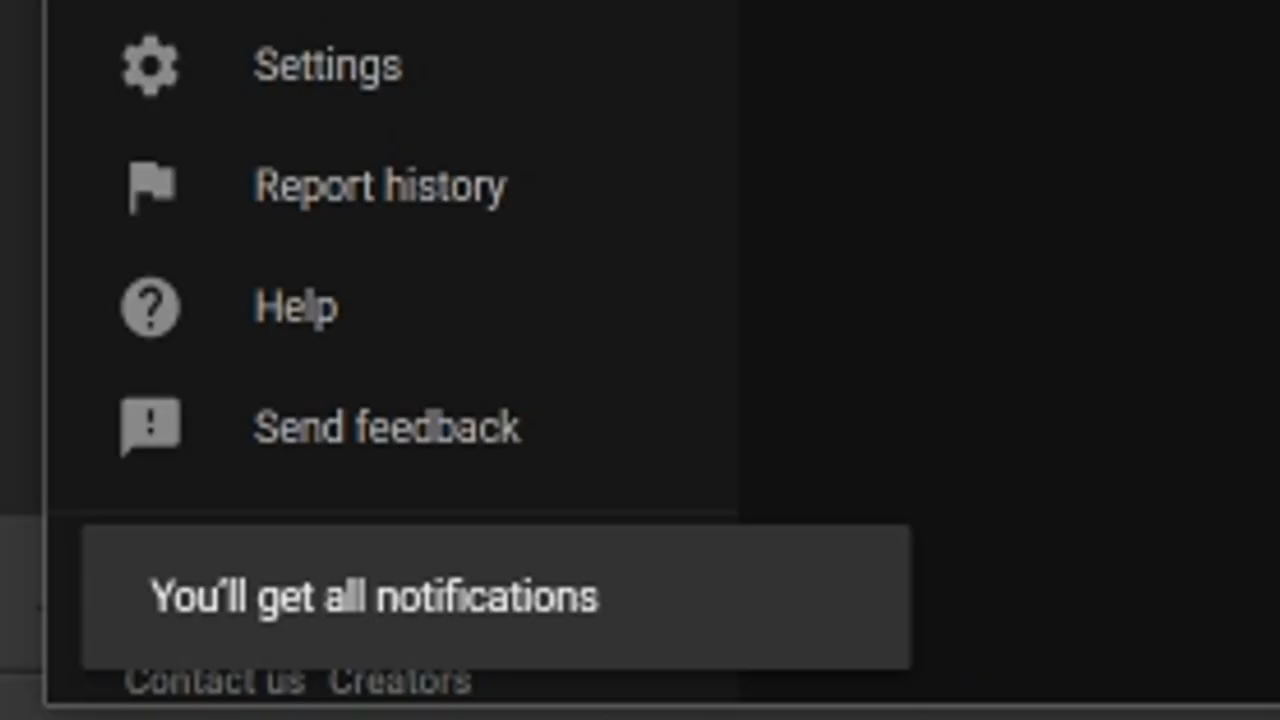 Settings
Report history
Help
Send feedback
You'll get all notifications
Contact us Creators